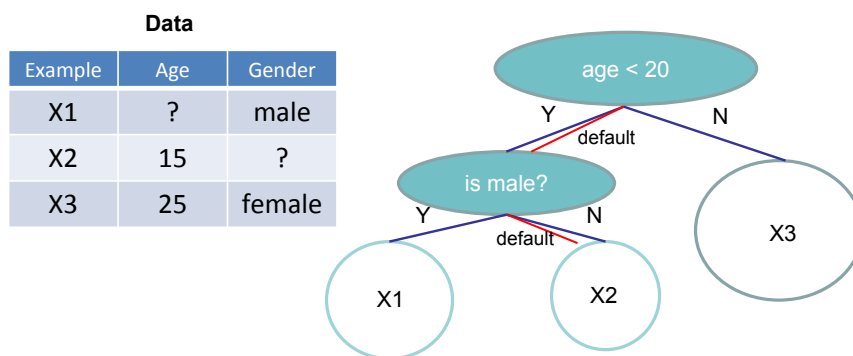 Data
Example Age Gender
X1 ? male
X2 15 ?
X3 25 female
age < 20
Y N
default
is male?
Y N
default
X1 X2 X3